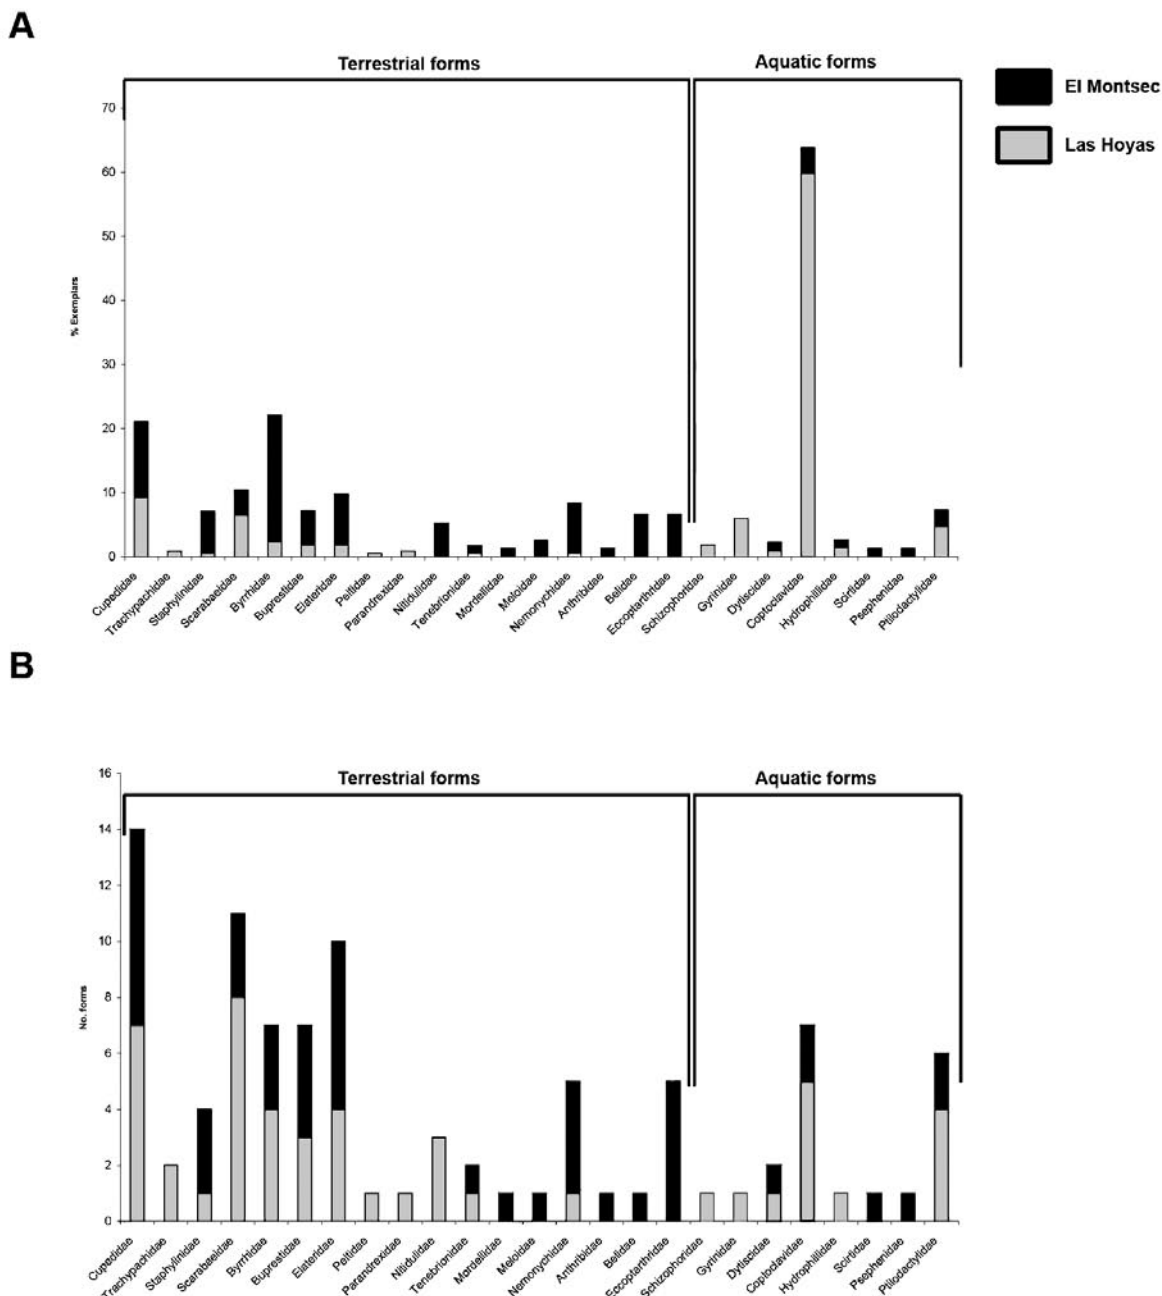 A
Terrestrial forms
Aquatic forms
El Montsec
Las Hoyas
70
60
50
40
30
20
10
0
% Exemplars
Cupedidae
Trachypachidae
Staphylinidae
Scarabaeidae
Byrrhidae
Buprestidae
Elateridae
Peltidae
Parandrexidae
Nitidulidae
Tenebrionidae
Mordellidae
Meloidae
Nemonychidae
Anthribidae
Belidae
Eccoptarthridae
Schizophoridae
Gyrinidae
Dytiscidae
Coptoclavidae
Hydrophilidae
Scirtidae
Psephenidae
Ptilodactylidae
B
Terrestrial forms
Aquatic forms
16
14
12
10
8
6
4
2
0
No. forms
Cupedidae
Trachypachidae
Staphylinidae
Scarabaeidae
Byrrhidae
Buprestidae
Elateridae
Peltidae
Parandrexidae
Nitidulidae
Tenebrionidae
Mordellidae
Meloidae
Nemonychidae
Anthribidae
Belidae
Eccoptarthridae
Schizophoridae
Gyrinidae
Dytiscidae
Coptoclavidae
Hydrophilidae
Scirtidae
Psephenidae
Ptilodactylidae